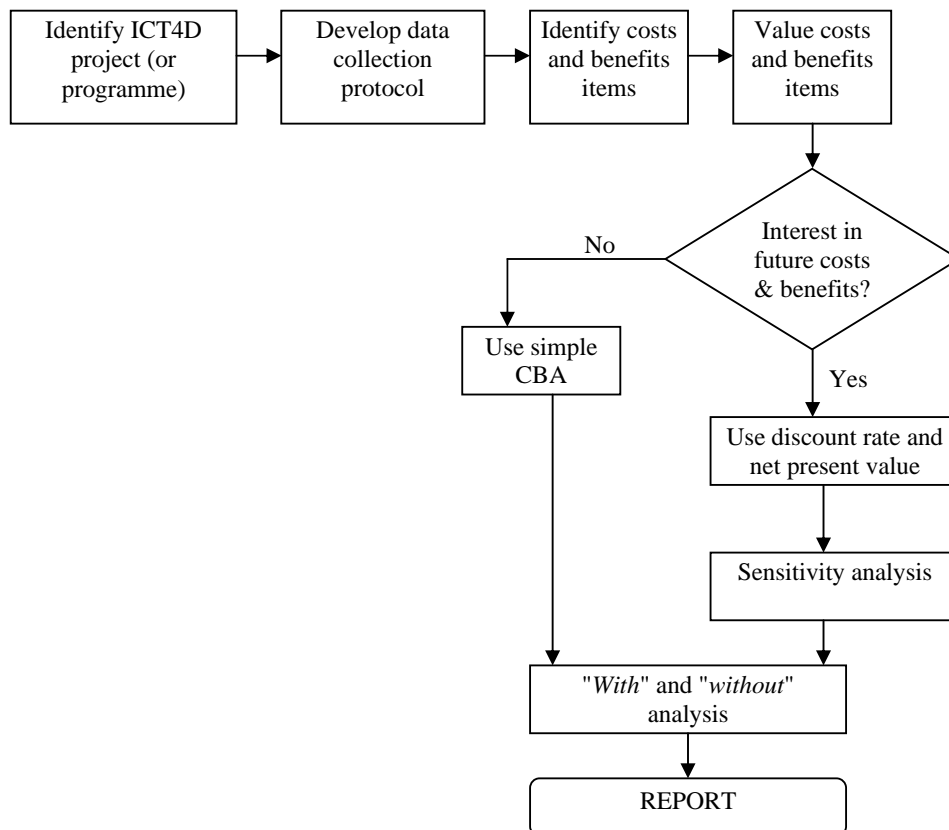 Identify ICT4D
project (or
programme)
Develop data
collection
protocol
Identify costs
and benefits
items
Value costs
and benefits
items
Interest in
future costs
& benefits?
No
Use simple
CBA
Yes
Use discount rate and
net present value
Sensitivity analysis
"With" and "without"
analysis
REPORT